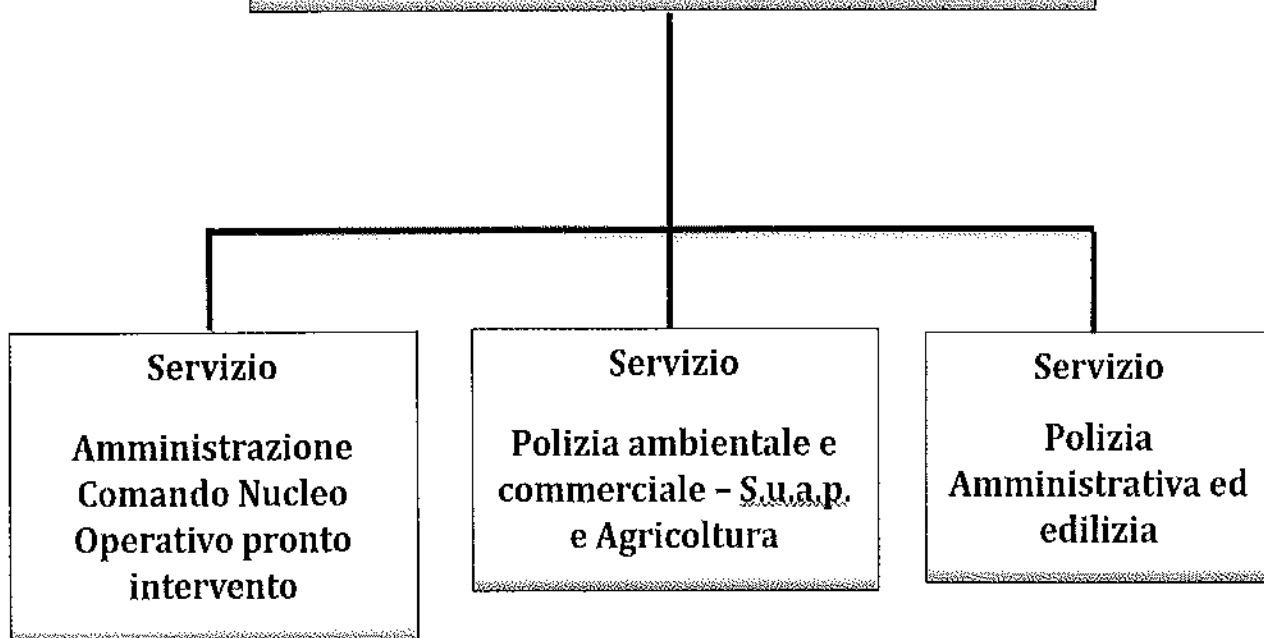 Servizio
Amministrazione
Comando Nucleo
Operativo pronto
intervento
Servizio
Polizia ambientale e
commerciale – S.u.a.p.
e Agricoltura
Servizio
Polizia
Amministrativa ed
edilizia